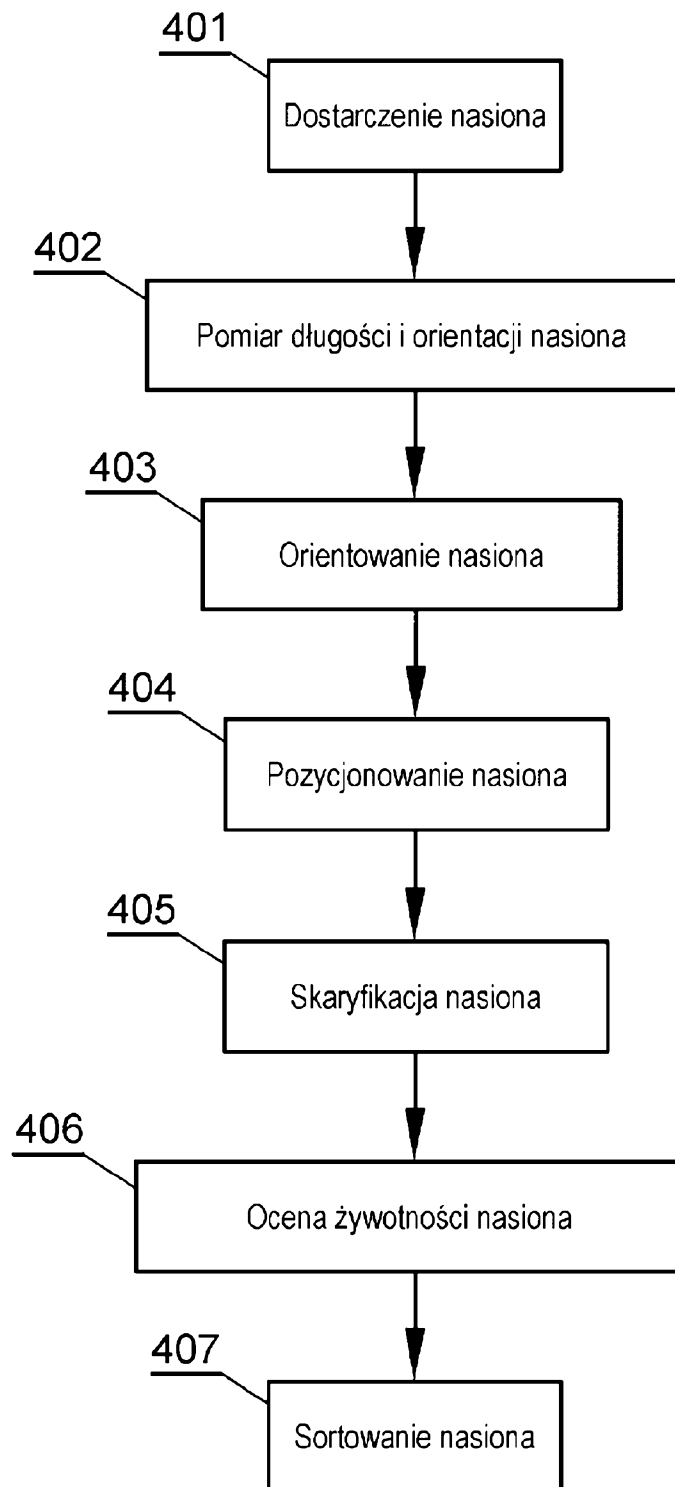 401
Dostarczenie nasiona
402
Pomiar długości i orientacji nasiona
403
Orientowanie nasiona
404
Pozycjonowanie nasiona
405
Skaryfikacja nasiona
406
Ocena żywotności nasiona
407
Sortowanie nasiona